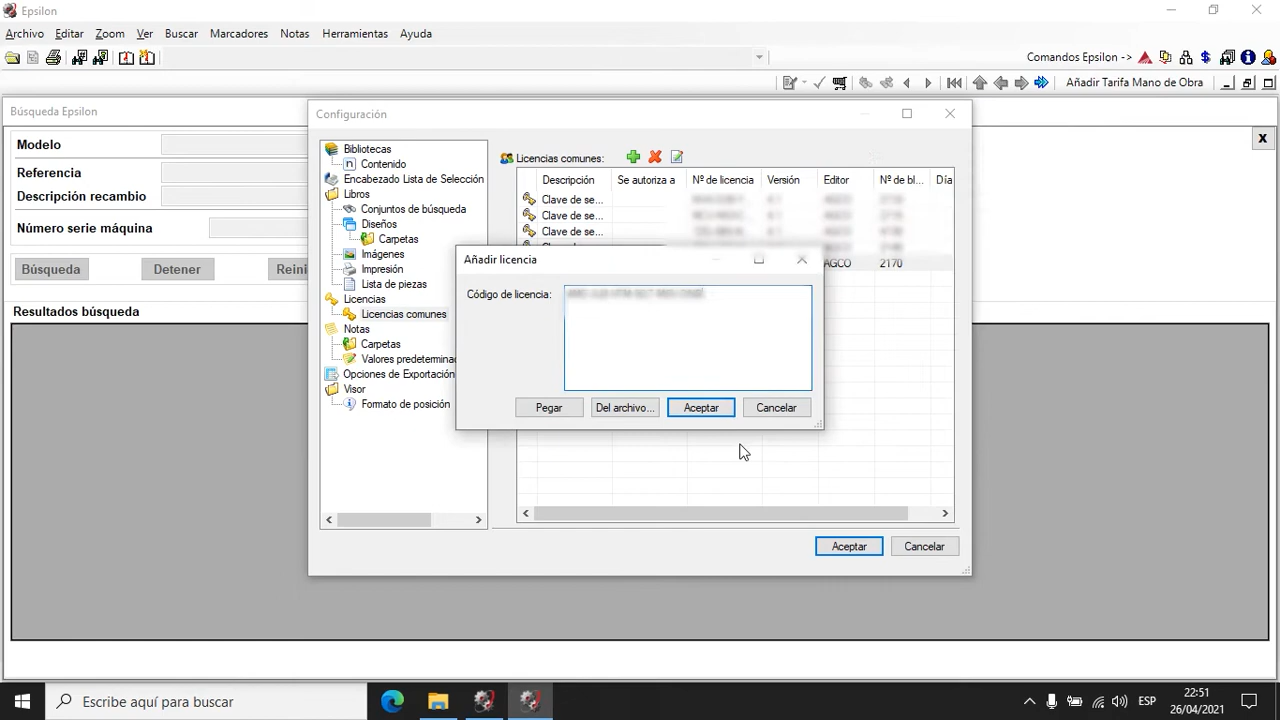 Epsilon
Archivo Editar Zoom Ver Buscar Marcadores Notas Herramientas Ayuda
Comandos Epsilon ->
Añadir Tarifa Mano de Obra
Búsqueda Epsilon
Modelo
Referencia
Descripción recambio
Número serie máquina
Búsqueda Detener Reini
Resultados búsqueda
X
Configuración
Bibliotecas
Contenido
Encabezado Lista de Selección
Libros
Conjuntos de búsqueda
Diseños
Carpetas
Imágenes
Impresión
Lista de piezas
Licencias
Licencias comunes
Notas
Carpetas
Valores predeterminac
Opciones de Exportación
Visor
Formato de posición
Licencias comunes:
Descripción Se autoriza a Nº de licencia Versión Editor Nº de bl... Día
Clave de se...
Clave de se...
Clave de se...
AGCO 2170
Añadir licencia
Código de licencia:
Pegar Del archivo... Aceptar Cancelar
Aceptar Cancelar
Escribe aquí para buscar
ESP
22:51
26/04/2021